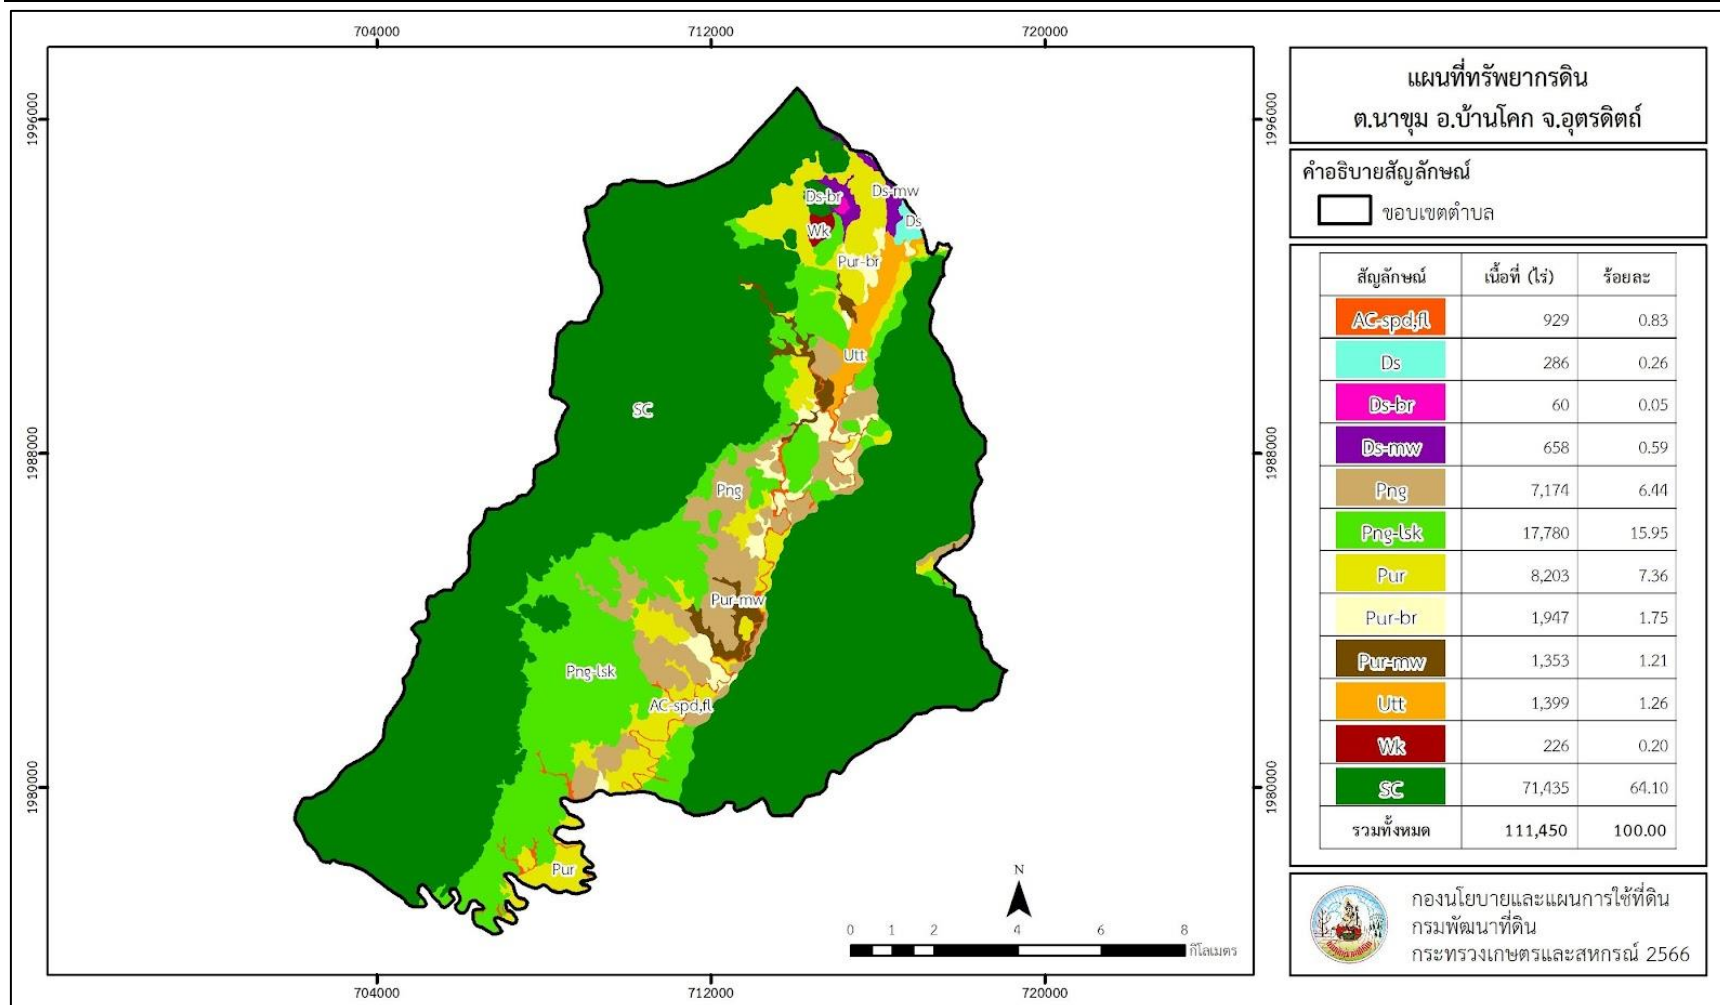 704000
712000
720000
1996000
1996000
1988000
1988000
1980000
1980000
Ds-br
Ds-mw
Ds
Wk
Pur-br
Utt
SC
Png
Pur-mw
Png-lsk
AC-spd,fl
Pur
N
0 1 2 4 6 8
กิโลเมตร
704000
712000
720000
แผนที่ทรัพยากรดิน
ต.นาขุม อ.บ้านโคก จ.อุตรดิตถ์
คำอธิบายสัญลักษณ์
ขอบเขตตำบล
สัญลักษณ์ เนื้อที่ (ไร่) ร้อยละ
AC-spd,fl 929 0.83
Ds 286 0.26
Ds-br 60 0.05
Ds-mw 658 0.59
Png 7,174 6.44
Png-lsk 17,780 15.95
Pur 8,203 7.36
Pur-br 1,947 1.75
Pur-mw 1,353 1.21
Utt 1,399 1.26
Wk 226 0.20
SC 71,435 64.10
รวมทั้งหมด 111,450 100.00
กองนโยบายและแผนการใช้ที่ดิน
กรมพัฒนาที่ดิน
กระทรวงเกษตรและสหกรณ์ 2566